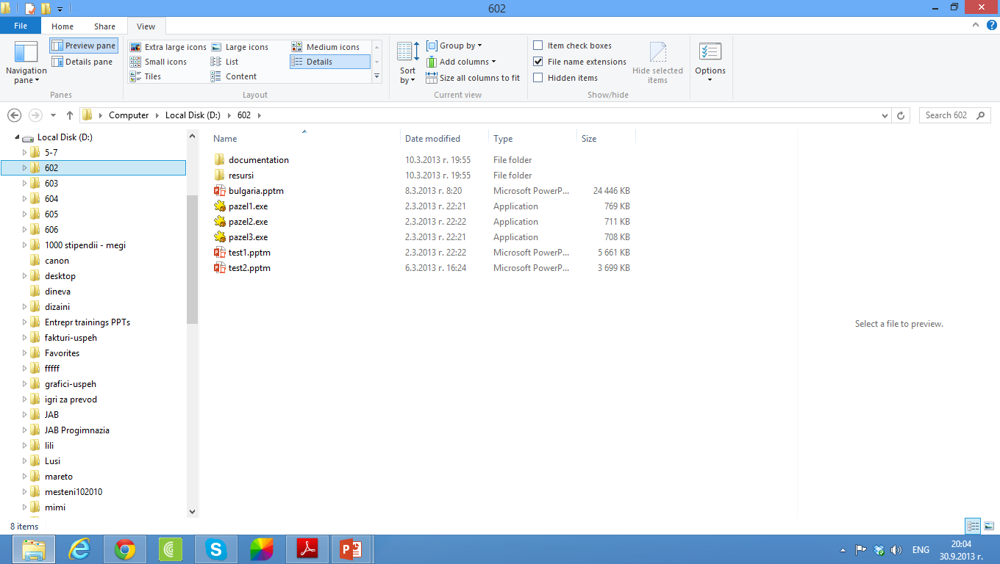 602
File Home Share View
Navigation pane
Preview pane
Details pane
Panes
Extra large icons Large icons Medium icons
Small icons List Details
Tiles Content
Layout
Sort by
Group by
Add columns
Size all columns to fit
Current view
Item check boxes
File name extensions
Hidden items
Hide selected items
Show/hide
Options
Computer Local Disk (D:) 602
Search 602
Local Disk (D:)
5-7
602
603
604
605
606
1000 stipendii - megi
canon
desktop
dineva
dizaini
Entrepr trainings PPTs
fakturi-uspeh
Favorites
fffff
grafici-uspeh
igri za prevod
JAB
JAB Progimnazia
lili
Lusi
mareto
mesteni102010
mimi
Name Date modified Type Size
documentation 10.3.2013 г. 19:55 File folder
resursi 10.3.2013 г. 19:55 File folder
bulgaria.pptm 8.3.2013 г. 8:20 Microsoft PowerP... 24 446 KB
pazel1.exe 2.3.2013 г. 22:21 Application 769 KB
pazel2.exe 2.3.2013 г. 22:22 Application 711 KB
pazel3.exe 2.3.2013 г. 22:21 Application 708 KB
test1.pptm 2.3.2013 г. 22:22 Microsoft PowerP... 5 661 KB
test2.pptm 6.3.2013 г. 16:24 Microsoft PowerP... 3 699 KB
Select a file to preview.
8 items
ENG
20:04
30.9.2013 г.